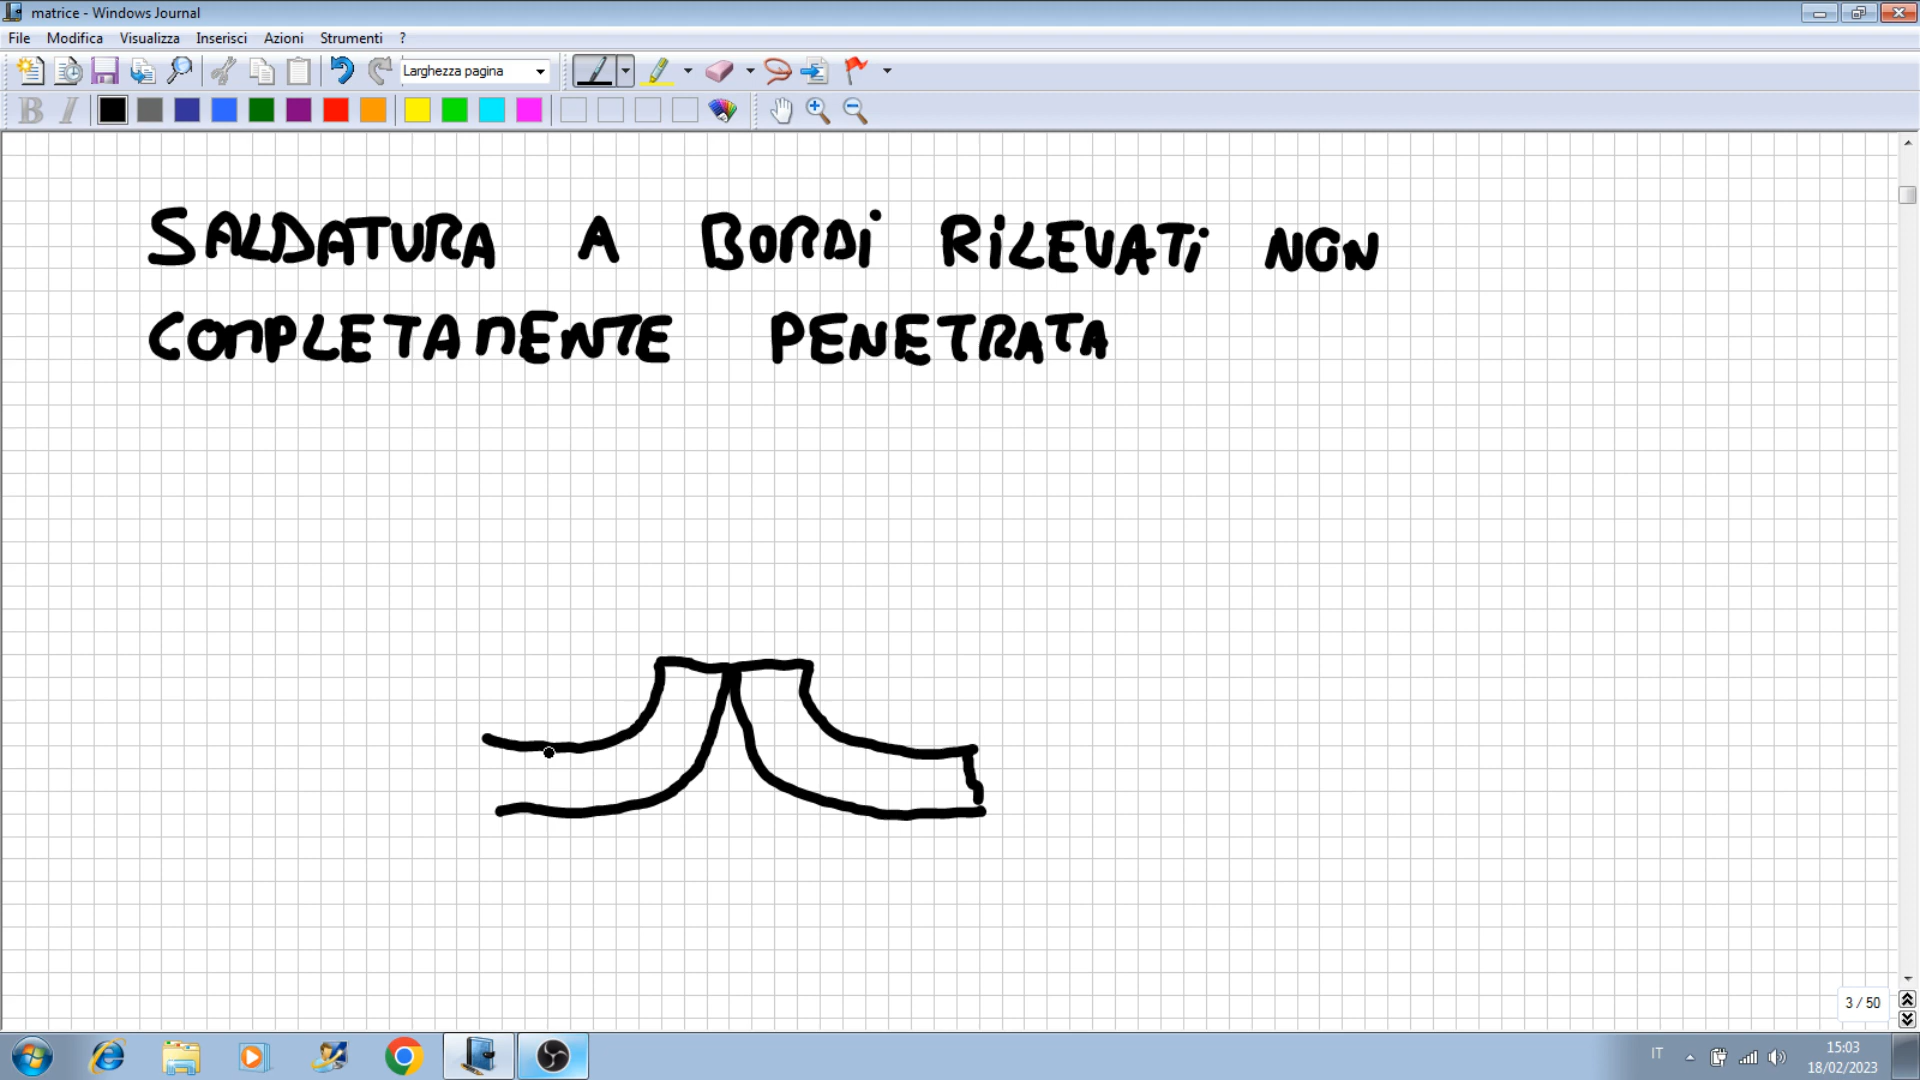 matrice - Windows Journal
File Modifica Visualizza Inserisci Azioni Strumenti ?
Larghezza pagina
B I
SALDATURA A BORDI RILEVATI NON
COMPLETAMENTE PENETRATA
3 / 50
IT
15:03
18/02/2023